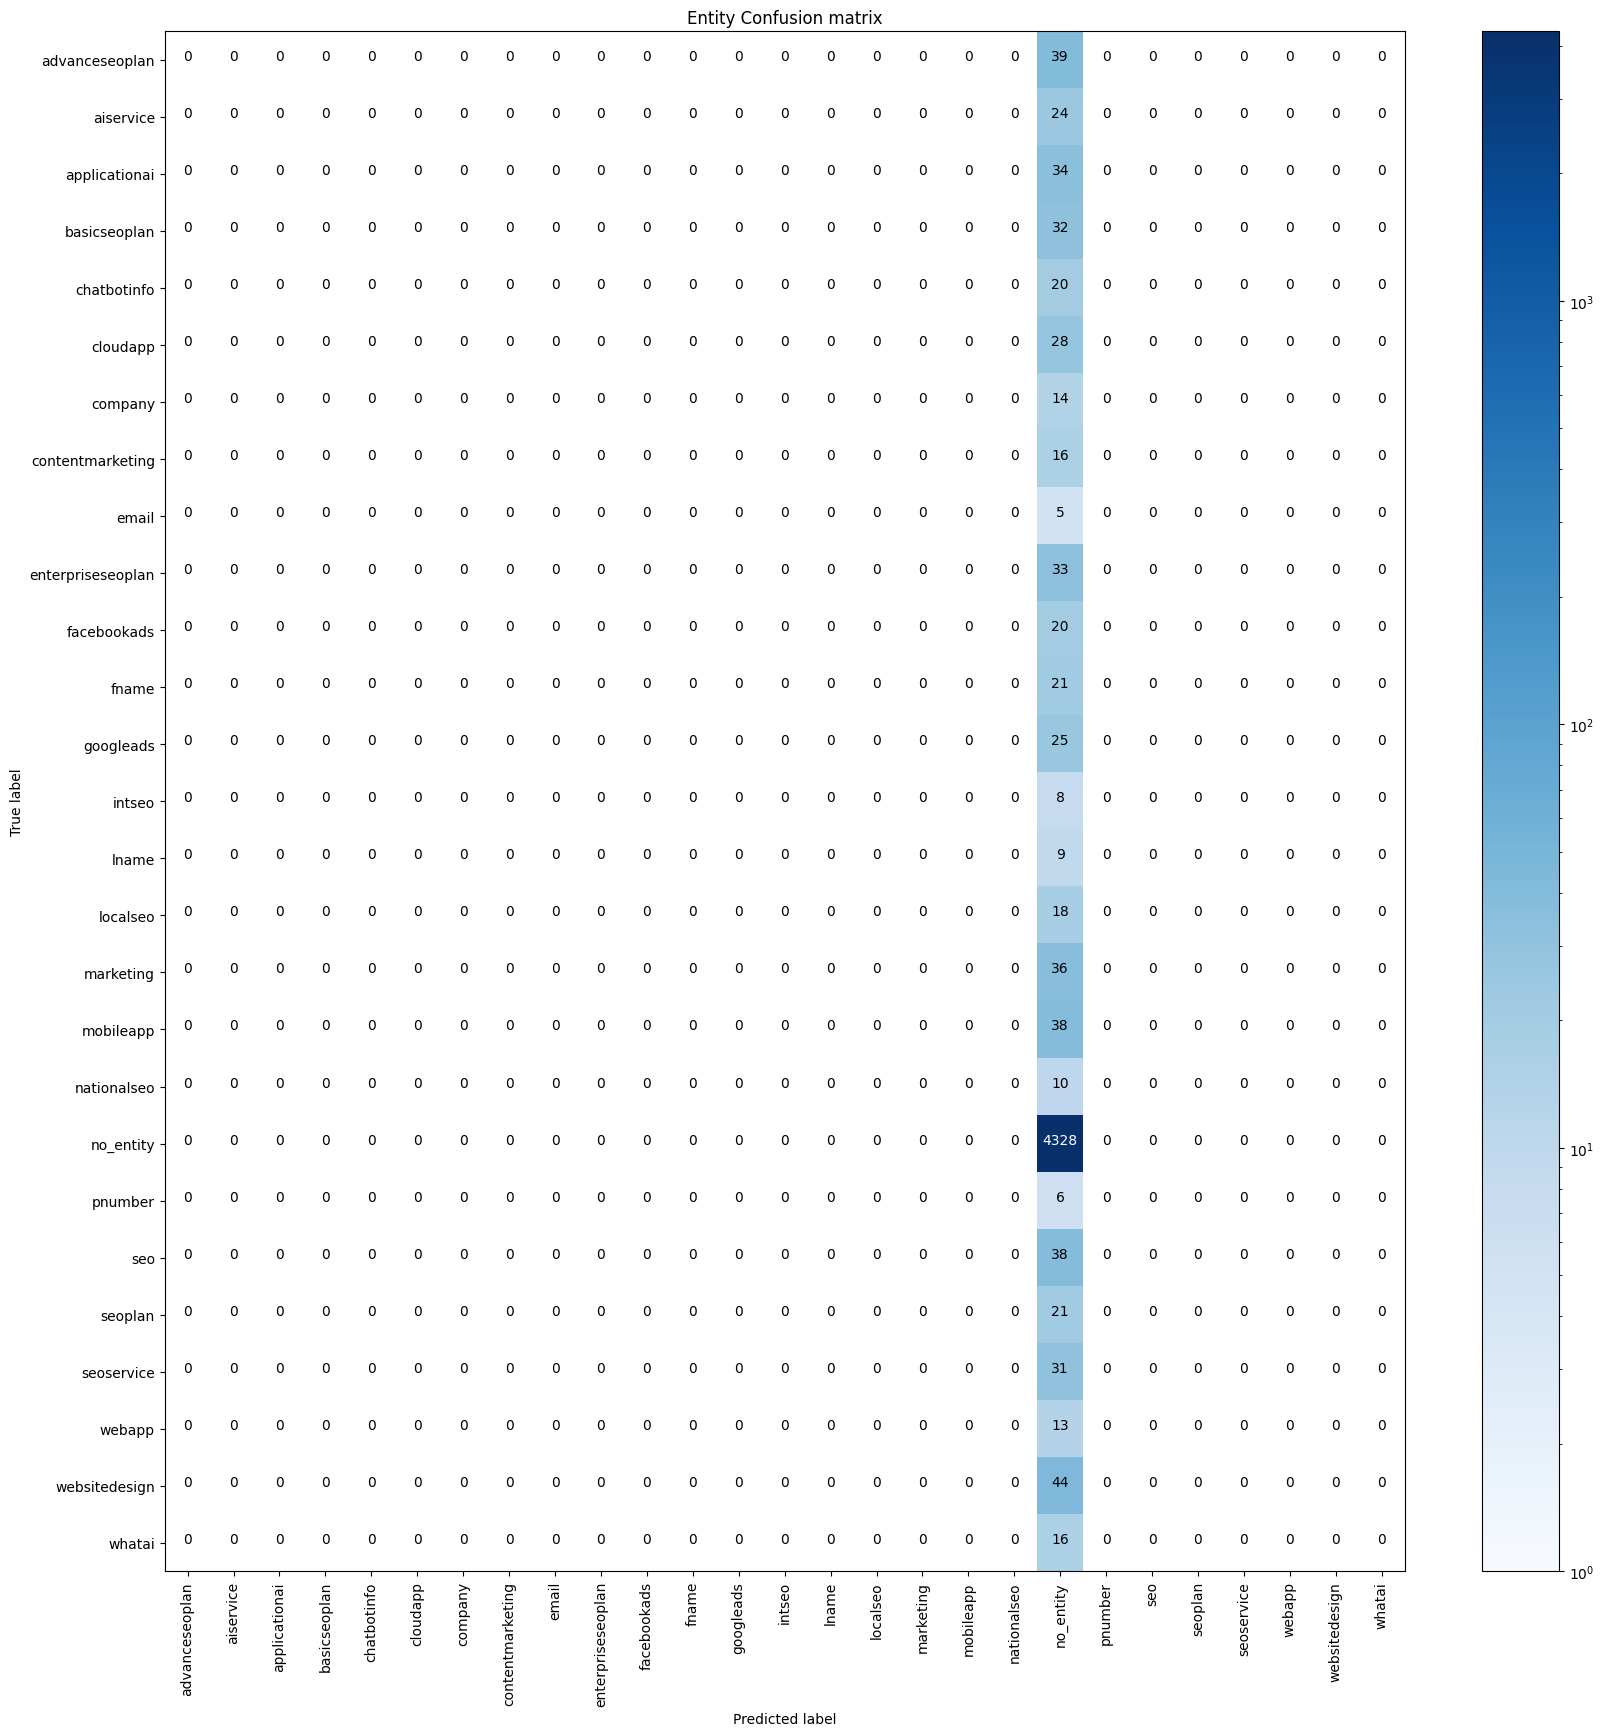 Entity Confusion matrix
advanceseoplan 0 0 0 0 0 0 0 0 0 0 0 0 0 0 0 0 0 0 0 39 0 0 0 0 0 0 0
aiservice 0 0 0 0 0 0 0 0 0 0 0 0 0 0 0 0 0 0 0 24 0 0 0 0 0 0 0
applicationai 0 0 0 0 0 0 0 0 0 0 0 0 0 0 0 0 0 0 0 34 0 0 0 0 0 0 0
basicseoplan 0 0 0 0 0 0 0 0 0 0 0 0 0 0 0 0 0 0 0 32 0 0 0 0 0 0 0
chatbotinfo 0 0 0 0 0 0 0 0 0 0 0 0 0 0 0 0 0 0 0 20 0 0 0 0 0 0 0
cloudapp 0 0 0 0 0 0 0 0 0 0 0 0 0 0 0 0 0 0 0 28 0 0 0 0 0 0 0
company 0 0 0 0 0 0 0 0 0 0 0 0 0 0 0 0 0 0 0 14 0 0 0 0 0 0 0
contentmarketing 0 0 0 0 0 0 0 0 0 0 0 0 0 0 0 0 0 0 0 16 0 0 0 0 0 0 0
email 0 0 0 0 0 0 0 0 0 0 0 0 0 0 0 0 0 0 0 5 0 0 0 0 0 0 0
enterpriseseoplan 0 0 0 0 0 0 0 0 0 0 0 0 0 0 0 0 0 0 0 33 0 0 0 0 0 0 0
facebookads 0 0 0 0 0 0 0 0 0 0 0 0 0 0 0 0 0 0 0 20 0 0 0 0 0 0 0
fname 0 0 0 0 0 0 0 0 0 0 0 0 0 0 0 0 0 0 0 21 0 0 0 0 0 0 0
googleads 0 0 0 0 0 0 0 0 0 0 0 0 0 0 0 0 0 0 0 25 0 0 0 0 0 0 0
intseo 0 0 0 0 0 0 0 0 0 0 0 0 0 0 0 0 0 0 0 8 0 0 0 0 0 0 0
lname 0 0 0 0 0 0 0 0 0 0 0 0 0 0 0 0 0 0 0 9 0 0 0 0 0 0 0
localseo 0 0 0 0 0 0 0 0 0 0 0 0 0 0 0 0 0 0 0 18 0 0 0 0 0 0 0
marketing 0 0 0 0 0 0 0 0 0 0 0 0 0 0 0 0 0 0 0 36 0 0 0 0 0 0 0
mobileapp 0 0 0 0 0 0 0 0 0 0 0 0 0 0 0 0 0 0 0 38 0 0 0 0 0 0 0
nationalseo 0 0 0 0 0 0 0 0 0 0 0 0 0 0 0 0 0 0 0 10 0 0 0 0 0 0 0
no_entity 0 0 0 0 0 0 0 0 0 0 0 0 0 0 0 0 0 0 0 4328 0 0 0 0 0 0 0
pnumber 0 0 0 0 0 0 0 0 0 0 0 0 0 0 0 0 0 0 0 6 0 0 0 0 0 0 0
seo 0 0 0 0 0 0 0 0 0 0 0 0 0 0 0 0 0 0 0 38 0 0 0 0 0 0 0
seoplan 0 0 0 0 0 0 0 0 0 0 0 0 0 0 0 0 0 0 0 21 0 0 0 0 0 0 0
seoservice 0 0 0 0 0 0 0 0 0 0 0 0 0 0 0 0 0 0 0 31 0 0 0 0 0 0 0
webapp 0 0 0 0 0 0 0 0 0 0 0 0 0 0 0 0 0 0 0 13 0 0 0 0 0 0 0
websitedesign 0 0 0 0 0 0 0 0 0 0 0 0 0 0 0 0 0 0 0 44 0 0 0 0 0 0 0
whatai 0 0 0 0 0 0 0 0 0 0 0 0 0 0 0 0 0 0 0 16 0 0 0 0 0 0 0
True label
advanceseoplan
aiservice
applicationai
basicseoplan
chatbotinfo
cloudapp
company
contentmarketing
email
enterpriseseoplan
facebookads
fname
googleads
intseo
lname
localseo
marketing
mobileapp
nationalseo
no_entity
pnumber
seo
seoplan
seoservice
webapp
websitedesign
whatai
Predicted label
10³
10²
10¹
10⁰